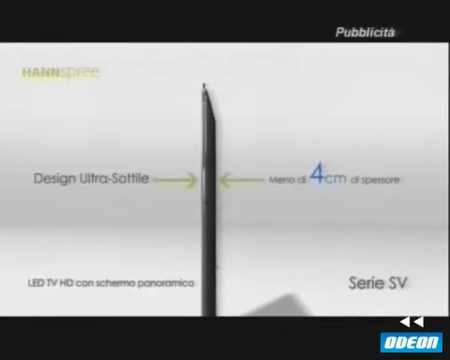 Pubblicità
HANNspree
Design Ultra-Sottile
Meno di 4cm di spessore
LED TV HD con schermo panoramico
Serie SV
ODEON